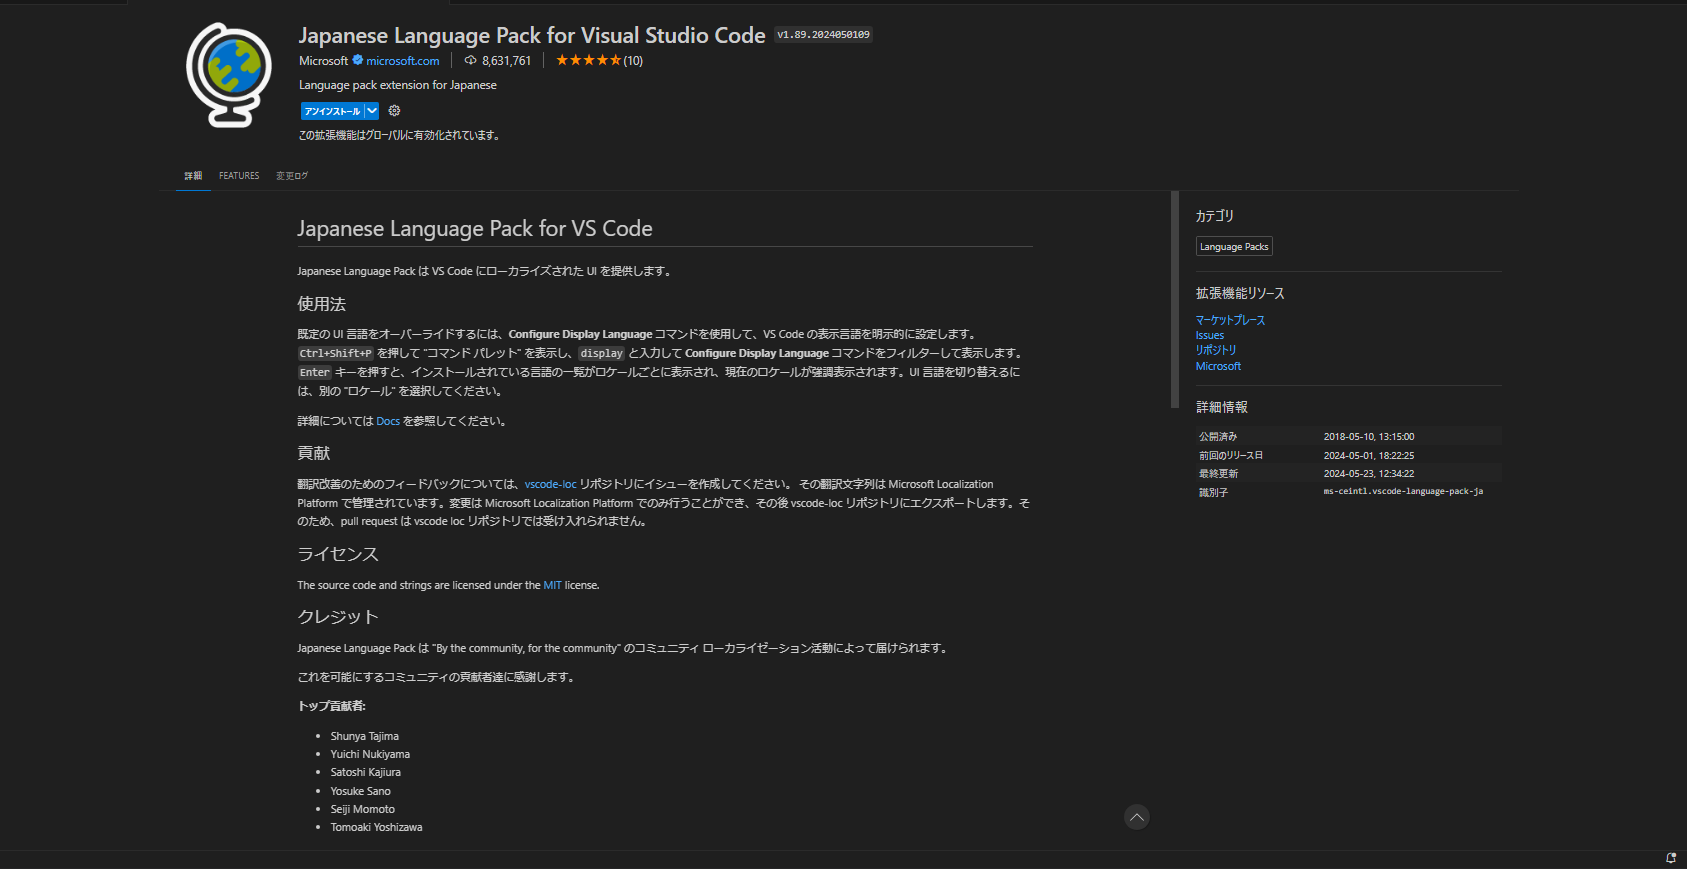 Japanese Language Pack for Visual Studio Code v1.89.2024050109
Microsoft microsoft.com 8,631,761 (10)
Language pack extension for Japanese
アンインストール
この拡張機能はグローバルに有効化されています。
詳細 FEATURES 変更ログ
Japanese Language Pack for VS Code
Japanese Language Pack は VS Code にローカライズされた UI を提供します。
使用法
既定の UI 言語をオーバーライドするには、Configure Display Language コマンドを使用して、VS Code の表示言語を明示的に設定します。
Ctrl+Shift+P を押して "コマンド パレット" を表示し、display と入力して Configure Display Language コマンドをフィルターして表示します。
Enter キーを押すと、インストールされている言語の一覧がロケールごとに表示され、現在のロケールが強調表示されます。UI 言語を切り替えるに
は、別の "ロケール" を選択してください。
詳細については Docs を参照してください。
貢献
翻訳改善のためのフィードバックについては、vscode-loc リポジトリにイシューを作成してください。 その翻訳文字列は Microsoft Localization
Platform で管理されています。変更は Microsoft Localization Platform でのみ行うことができ、その後 vscode-loc リポジトリにエクスポートします。そ
のため、pull request は vscode loc リポジトリでは受け入れられません。
ライセンス
The source code and strings are licensed under the MIT license.
クレジット
Japanese Language Pack は "By the community, for the community" のコミュニティ ローカライゼーション活動によって届けられます。
これを可能にするコミュニティの貢献者達に感謝します。
トップ貢献者:
Shunya Tajima
Yuichi Nukiyama
Satoshi Kajiura
Yosuke Sano
Seiji Momoto
Tomoaki Yoshizawa
カテゴリ
Language Packs
拡張機能リソース
マーケットプレース
Issues
リポジトリ
Microsoft
詳細情報
公開済み 2018-05-10, 13:15:00
前回のリリース日 2024-05-01, 18:22:25
最終更新 2024-05-23, 12:34:22
識別子 ms-ceintl.vscode-language-pack-ja